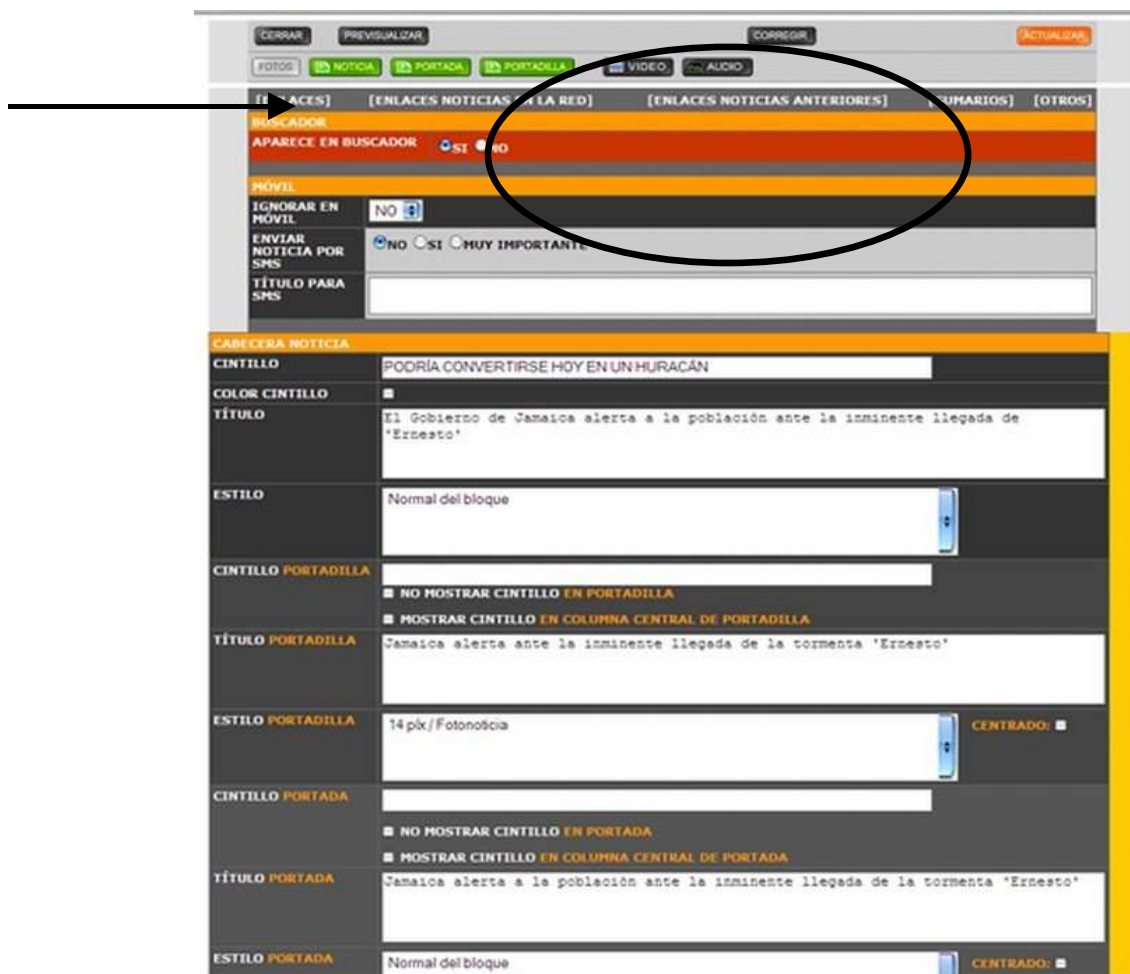 CERRAR PREVISUALIZAR CORREGIR ACTUALIZAR
FOTOS NOTICIA PORTADA PORTADILLA VIDEO AUDIO
[ENLACES] [ENLACES NOTICIAS EN LA RED] [ENLACES NOTICIAS ANTERIORES] [SUMARIOS] [OTROS]
BUSCADOR
APARECE EN BUSCADOR SI NO
MÓVIL
IGNORAR EN
MÓVIL
NO
ENVIAR
NOTICIA POR
SMS
NO SI MUY IMPORTANTE
TÍTULO PARA
SMS
CABECERA NOTICIA
CINTILLO PODRÍA CONVERTIRSE HOY EN UN HURACÁN
COLOR CINTILLO
TÍTULO El Gobierno de Jamaica alerta a la población ante la inminente llegada de
'Ernesto'
ESTILO Normal del bloque
CINTILLO PORTADILLA
NO MOSTRAR CINTILLO EN PORTADILLA
MOSTRAR CINTILLO EN COLUMNA CENTRAL DE PORTADILLA
TÍTULO PORTADILLA Jamaica alerta ante la inminente llegada de la tormenta 'Ernesto'
ESTILO PORTADILLA 14 plx / Fotonoticia CENTRADO:
CINTILLO PORTADA
NO MOSTRAR CINTILLO EN PORTADA
MOSTRAR CINTILLO EN COLUMNA CENTRAL DE PORTADA
TÍTULO PORTADA Jamaica alerta a la población ante la inminente llegada de la tormenta 'Ernesto'
ESTILO PORTADA Normal del bloque CENTRADO: